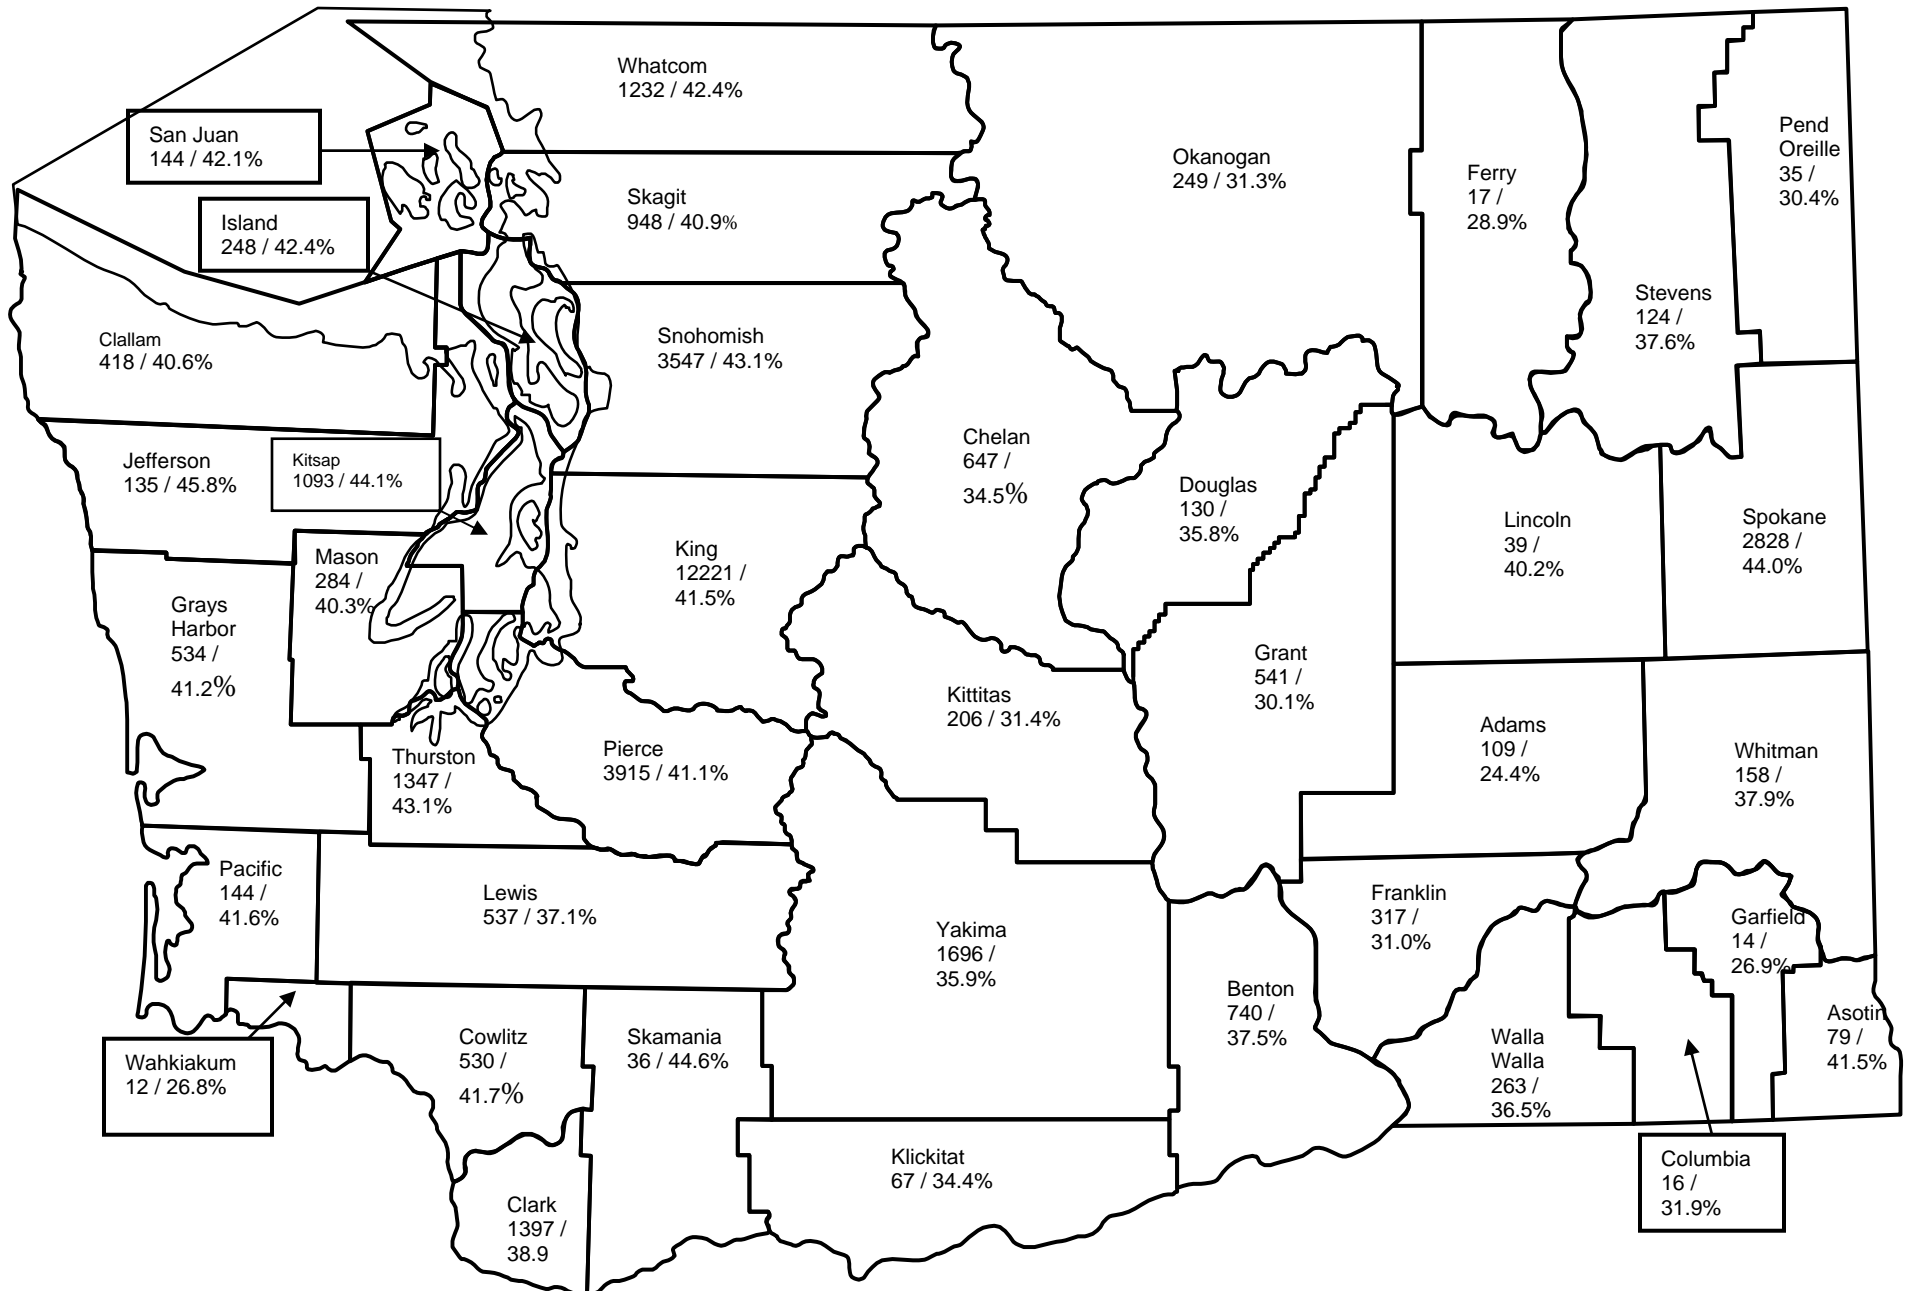 Whatcom
1232 / 42.4%
San Juan
144 / 42.1%
Island
248 / 42.4%
Skagit
948 / 40.9%
Okanogan
249 / 31.3%
Ferry
17 /
28.9%
Pend
Oreille
35 /
30.4%
Stevens
124 /
37.6%
Clallam
418 / 40.6%
Snohomish
3547 / 43.1%
Chelan
647 /
34.5%
Jefferson
135 / 45.8%
Kitsap
1093 / 44.1%
Douglas
130 /
35.8%
Lincoln
39 /
40.2%
Spokane
2828 /
44.0%
Mason
284 /
40.3%
King
12221 /
41.5%
Grays
Harbor
534 /
41.2%
Kittitas
206 / 31.4%
Grant
541 /
30.1%
Adams
109 /
24.4%
Whitman
158 /
37.9%
Thurston
1347 /
43.1%
Pierce
3915 / 41.1%
Pacific
144 /
41.6%
Lewis
537 / 37.1%
Yakima
1696 /
35.9%
Franklin
317 /
31.0%
Garfield
14 /
26.9%
Benton
740 /
37.5%
Walla
Walla
263 /
36.5%
Asotin
79 /
41.5%
Wahkiakum
12 / 26.8%
Cowlitz
530 /
41.7%
Skamania
36 / 44.6%
Klickitat
67 / 34.4%
Columbia
16 /
31.9%
Clark
1397 /
38.9